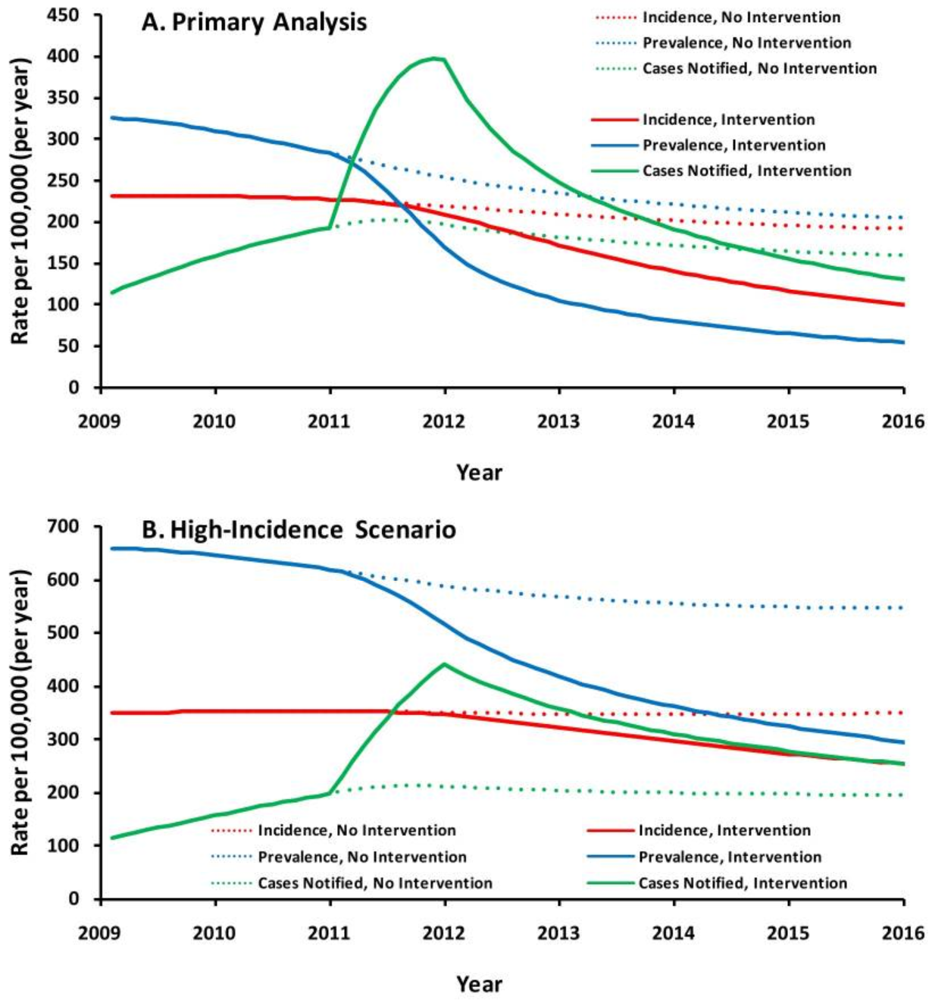 A. Primary Analysis
Rate per 100,000 (per year)
450
400
350
300
250
200
150
100
50
0
Incidence, No Intervention
Prevalence, No Intervention
Cases Notified, No Intervention
Incidence, Intervention
Prevalence, Intervention
Cases Notified, Intervention
2009 2010 2011 2012 2013 2014 2015 2016
Year
B. High-Incidence Scenario
Rate per 100,000 (per year)
700
600
500
400
300
200
100
0
Incidence, No Intervention Incidence, Intervention
Prevalence, No Intervention Prevalence, Intervention
Cases Notified, No Intervention Cases Notified, Intervention
2009 2010 2011 2012 2013 2014 2015 2016
Year